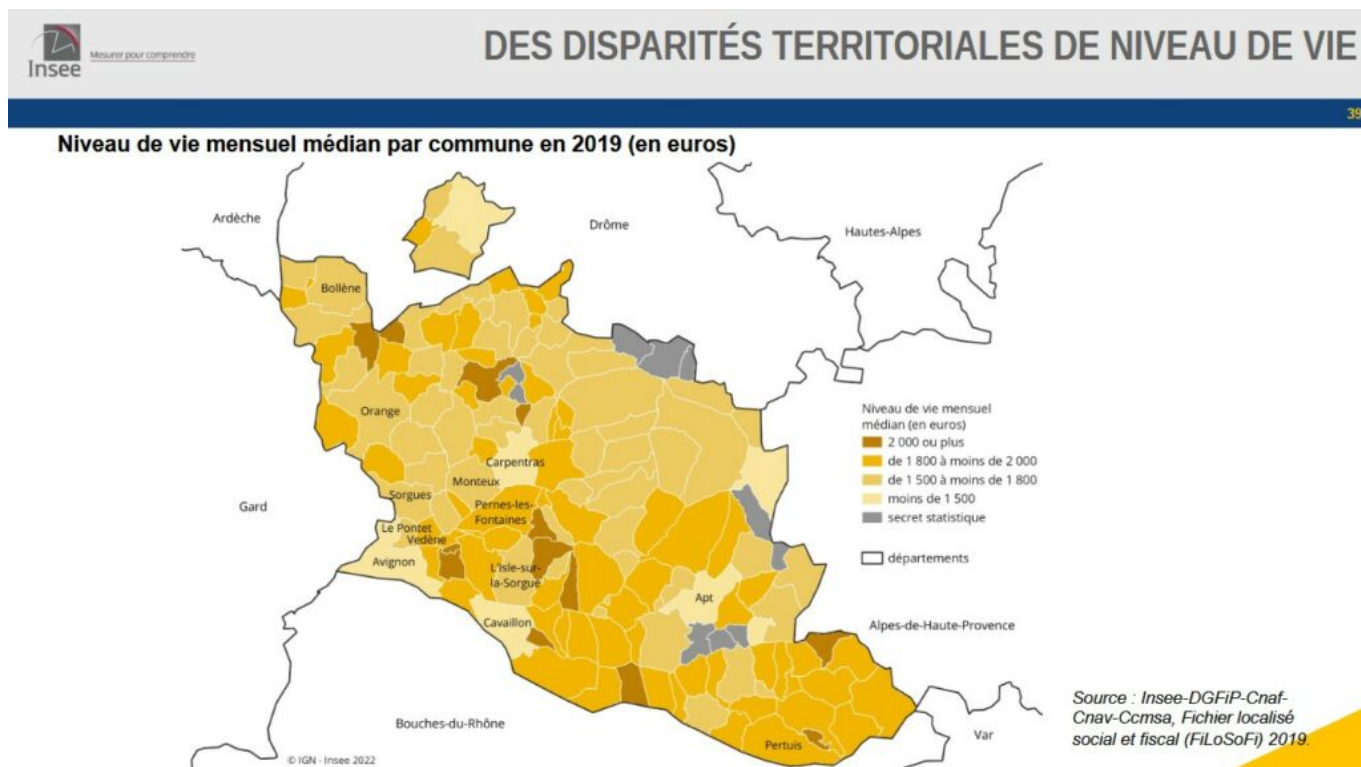 Insee
Mesurer pour comprendre
DES DISPARITÉS TERRITORIALES DE NIVEAU DE VIE
39
Niveau de vie mensuel médian par commune en 2019 (en euros)
Ardèche
Drôme
Hautes-Alpes
Bollène
Orange
Carpentras
Monteux
Sorgues
Pernes-les-
Fontaines
Gard
Le Pontet
Vedène
Avignon
L'Isle-sur-
la-Sorgue
Apt
Cavaillon
Alpes-de-Haute-Provence
Bouches-du-Rhône
Pertuis
Var
Niveau de vie mensuel
médian (en euros)
2 000 ou plus
de 1 800 à moins de 2 000
de 1 500 à moins de 1 800
moins de 1 500
secret statistique
départements
Source : Insee-DGFiP-Cnaf-
Cnav-Ccmsa, Fichier localisé
social et fiscal (FiLoSoFi) 2019.
© IGN - Insee 2022